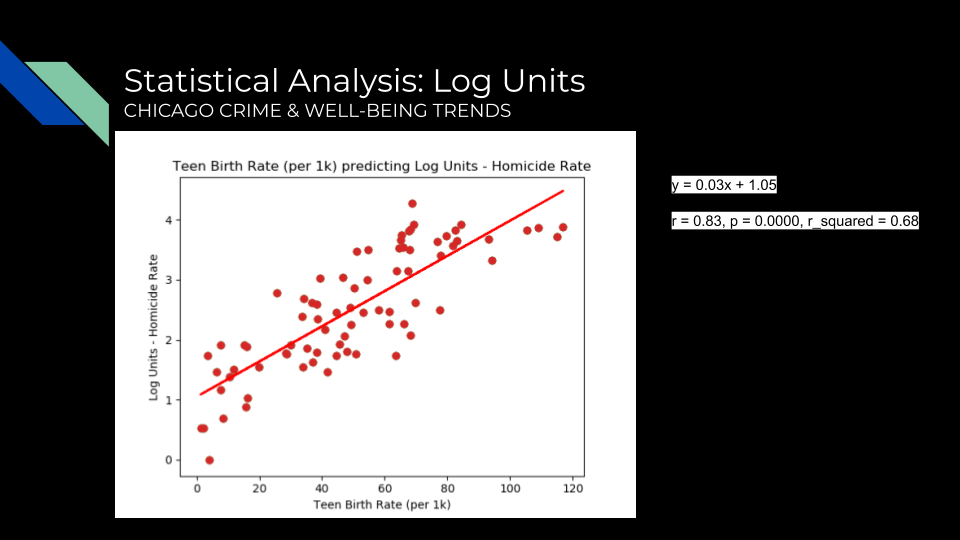 Statistical Analysis: Log Units
CHICAGO CRIME & WELL-BEING TRENDS
Teen Birth Rate (per 1k) predicting Log Units - Homicide Rate
Log Units - Homicide Rate
4
3
2
1
0
0 20 40 60 80 100 120
Teen Birth Rate (per 1k)
y = 0.03x + 1.05
r = 0.83, p = 0.0000, r_squared = 0.68